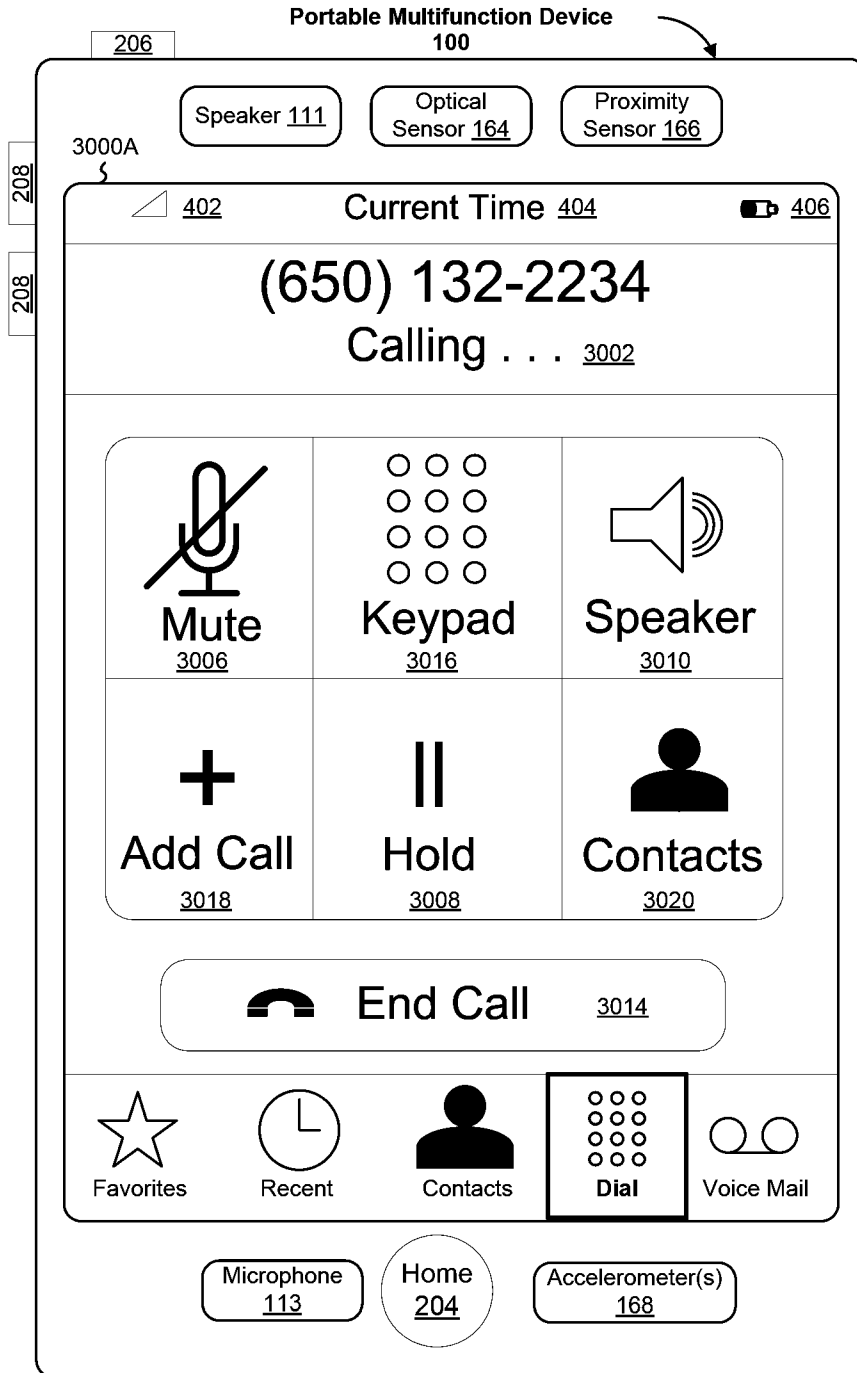 Portable Multifunction Device
100
206
Speaker 111
Optical
Sensor 164
Proximity
Sensor 166
3000A
208
208
402
Current Time 404
406
(650) 132-2234
Calling . . . 3002
Mute
3006
Keypad
3016
Speaker
3010
Add Call
3018
Hold
3008
Contacts
3020
End Call 3014
Favorites
Recent
Contacts
Dial
Voice Mail
Microphone
113
Home
204
Accelerometer(s)
168